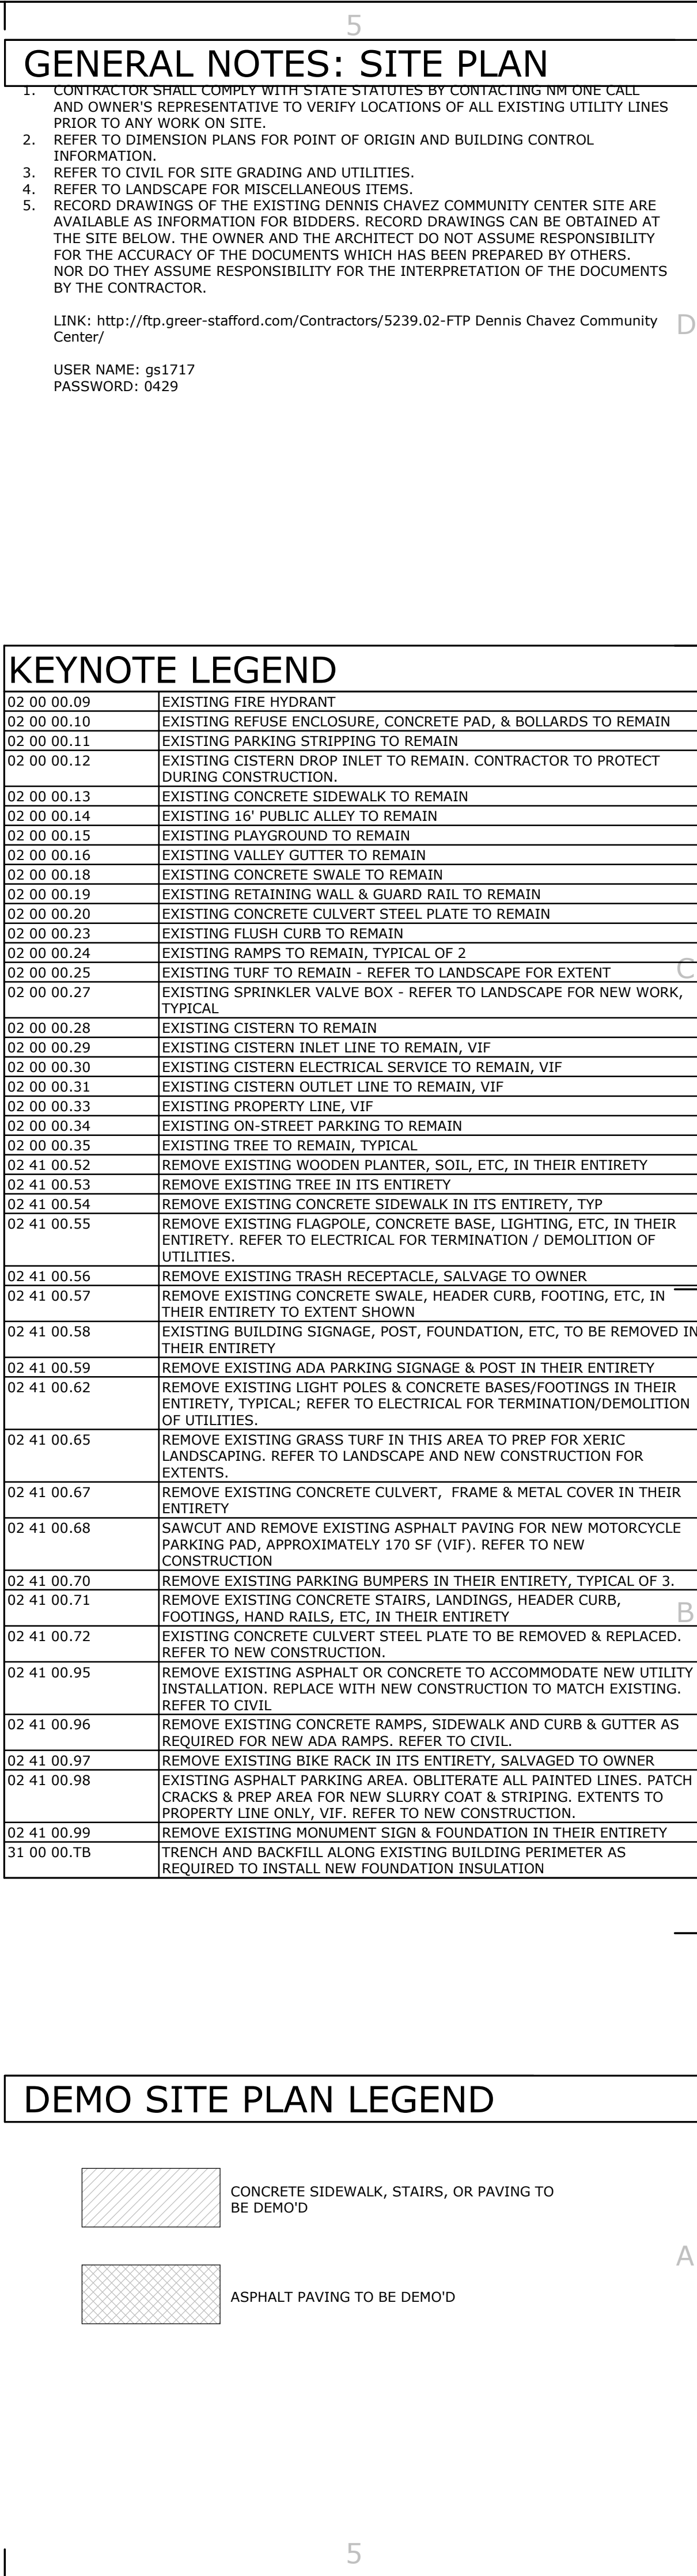 5
GENERAL NOTES: SITE PLAN
1. CONTRACTOR SHALL COMPLY WITH STATE STATUTES BY CONTACTING NM ONE CALL
AND OWNER'S REPRESENTATIVE TO VERIFY LOCATIONS OF ALL EXISTING UTILITY LINES
PRIOR TO ANY WORK ON SITE.
2. REFER TO DIMENSION PLANS FOR POINT OF ORIGIN AND BUILDING CONTROL
INFORMATION.
3. REFER TO CIVIL FOR SITE GRADING AND UTILITIES.
4. REFER TO LANDSCAPE FOR MISCELLANEOUS ITEMS.
5. RECORD DRAWINGS OF THE EXISTING DENNIS CHAVEZ COMMUNITY CENTER SITE ARE
AVAILABLE AS INFORMATION FOR BIDDERS. RECORD DRAWINGS CAN BE OBTAINED AT
THE SITE BELOW. THE OWNER AND THE ARCHITECT DO NOT ASSUME RESPONSIBILITY
FOR THE ACCURACY OF THE DOCUMENTS WHICH HAS BEEN PREPARED BY OTHERS.
NOR DO THEY ASSUME RESPONSIBILITY FOR THE INTERPRETATION OF THE DOCUMENTS
BY THE CONTRACTOR.
LINK: http://ftp.greer-stafford.com/Contractors/5239.02-FTP Dennis Chavez Community
Center/
D
USER NAME: gs1717
PASSWORD: 0429
KEYNOTE LEGEND
02 00 00.09 EXISTING FIRE HYDRANT
02 00 00.10 EXISTING REFUSE ENCLOSURE, CONCRETE PAD, & BOLLARDS TO REMAIN
02 00 00.11 EXISTING PARKING STRIPPING TO REMAIN
02 00 00.12 EXISTING CISTERN DROP INLET TO REMAIN. CONTRACTOR TO PROTECT
DURING CONSTRUCTION.
02 00 00.13 EXISTING CONCRETE SIDEWALK TO REMAIN
02 00 00.14 EXISTING 16' PUBLIC ALLEY TO REMAIN
02 00 00.15 EXISTING PLAYGROUND TO REMAIN
02 00 00.16 EXISTING VALLEY GUTTER TO REMAIN
02 00 00.18 EXISTING CONCRETE SWALE TO REMAIN
02 00 00.19 EXISTING RETAINING WALL & GUARD RAIL TO REMAIN
02 00 00.20 EXISTING CONCRETE CULVERT STEEL PLATE TO REMAIN
02 00 00.23 EXISTING FLUSH CURB TO REMAIN
02 00 00.24 EXISTING RAMPS TO REMAIN, TYPICAL OF 2
C
02 00 00.25 EXISTING TURF TO REMAIN - REFER TO LANDSCAPE FOR EXTENT
02 00 00.27 EXISTING SPRINKLER VALVE BOX - REFER TO LANDSCAPE FOR NEW WORK,
TYPICAL
02 00 00.28 EXISTING CISTERN TO REMAIN
02 00 00.29 EXISTING CISTERN INLET LINE TO REMAIN, VIF
02 00 00.30 EXISTING CISTERN ELECTRICAL SERVICE TO REMAIN, VIF
02 00 00.31 EXISTING CISTERN OUTLET LINE TO REMAIN, VIF
02 00 00.33 EXISTING PROPERTY LINE, VIF
02 00 00.34 EXISTING ON-STREET PARKING TO REMAIN
02 00 00.35 EXISTING TREE TO REMAIN, TYPICAL
02 41 00.52 REMOVE EXISTING WOODEN PLANTER, SOIL, ETC, IN THEIR ENTIRETY
02 41 00.53 REMOVE EXISTING TREE IN ITS ENTIRETY
02 41 00.54 REMOVE EXISTING CONCRETE SIDEWALK IN ITS ENTIRETY, TYP
02 41 00.55 REMOVE EXISTING FLAGPOLE, CONCRETE BASE, LIGHTING, ETC, IN THEIR
ENTIRETY. REFER TO ELECTRICAL FOR TERMINATION / DEMOLITION OF
UTILITIES.
02 41 00.56 REMOVE EXISTING TRASH RECEPTACLE, SALVAGE TO OWNER
02 41 00.57 REMOVE EXISTING CONCRETE SWALE, HEADER CURB, FOOTING, ETC, IN
THEIR ENTIRETY TO EXTENT SHOWN
02 41 00.58 EXISTING BUILDING SIGNAGE, POST, FOUNDATION, ETC, TO BE REMOVED IN
THEIR ENTIRETY
02 41 00.59 REMOVE EXISTING ADA PARKING SIGNAGE & POST IN THEIR ENTIRETY
02 41 00.62 REMOVE EXISTING LIGHT POLES & CONCRETE BASES/FOOTINGS IN THEIR
ENTIRETY, TYPICAL; REFER TO ELECTRICAL FOR TERMINATION/DEMOLITION
OF UTILITIES.
02 41 00.65 REMOVE EXISTING GRASS TURF IN THIS AREA TO PREP FOR XERIC
LANDSCAPING. REFER TO LANDSCAPE AND NEW CONSTRUCTION FOR
EXTENTS.
02 41 00.67 REMOVE EXISTING CONCRETE CULVERT, FRAME & METAL COVER IN THEIR
ENTIRETY
02 41 00.68 SAWCUT AND REMOVE EXISTING ASPHALT PAVING FOR NEW MOTORCYCLE
PARKING PAD, APPROXIMATELY 170 SF (VIF). REFER TO NEW
CONSTRUCTION
02 41 00.70 REMOVE EXISTING PARKING BUMPERS IN THEIR ENTIRETY, TYPICAL OF 3.
02 41 00.71 REMOVE EXISTING CONCRETE STAIRS, LANDINGS, HEADER CURB,
FOOTINGS, HAND RAILS, ETC, IN THEIR ENTIRETY
B
02 41 00.72 EXISTING CONCRETE CULVERT STEEL PLATE TO BE REMOVED & REPLACED.
REFER TO NEW CONSTRUCTION.
02 41 00.95 REMOVE EXISTING ASPHALT OR CONCRETE TO ACCOMMODATE NEW UTILITY
INSTALLATION. REPLACE WITH NEW CONSTRUCTION TO MATCH EXISTING.
REFER TO CIVIL
02 41 00.96 REMOVE EXISTING CONCRETE RAMPS, SIDEWALK AND CURB & GUTTER AS
REQUIRED FOR NEW ADA RAMPS. REFER TO CIVIL.
02 41 00.97 REMOVE EXISTING BIKE RACK IN ITS ENTIRETY, SALVAGED TO OWNER
02 41 00.98 EXISTING ASPHALT PARKING AREA. OBLITERATE ALL PAINTED LINES. PATCH
CRACKS & PREP AREA FOR NEW SLURRY COAT & STRIPING. EXTENTS TO
PROPERTY LINE ONLY, VIF. REFER TO NEW CONSTRUCTION.
02 41 00.99 REMOVE EXISTING MONUMENT SIGN & FOUNDATION IN THEIR ENTIRETY
31 00 00.TB TRENCH AND BACKFILL ALONG EXISTING BUILDING PERIMETER AS
REQUIRED TO INSTALL NEW FOUNDATION INSULATION
DEMO SITE PLAN LEGEND
CONCRETE SIDEWALK, STAIRS, OR PAVING TO
BE DEMO'D
A
ASPHALT PAVING TO BE DEMO'D
5